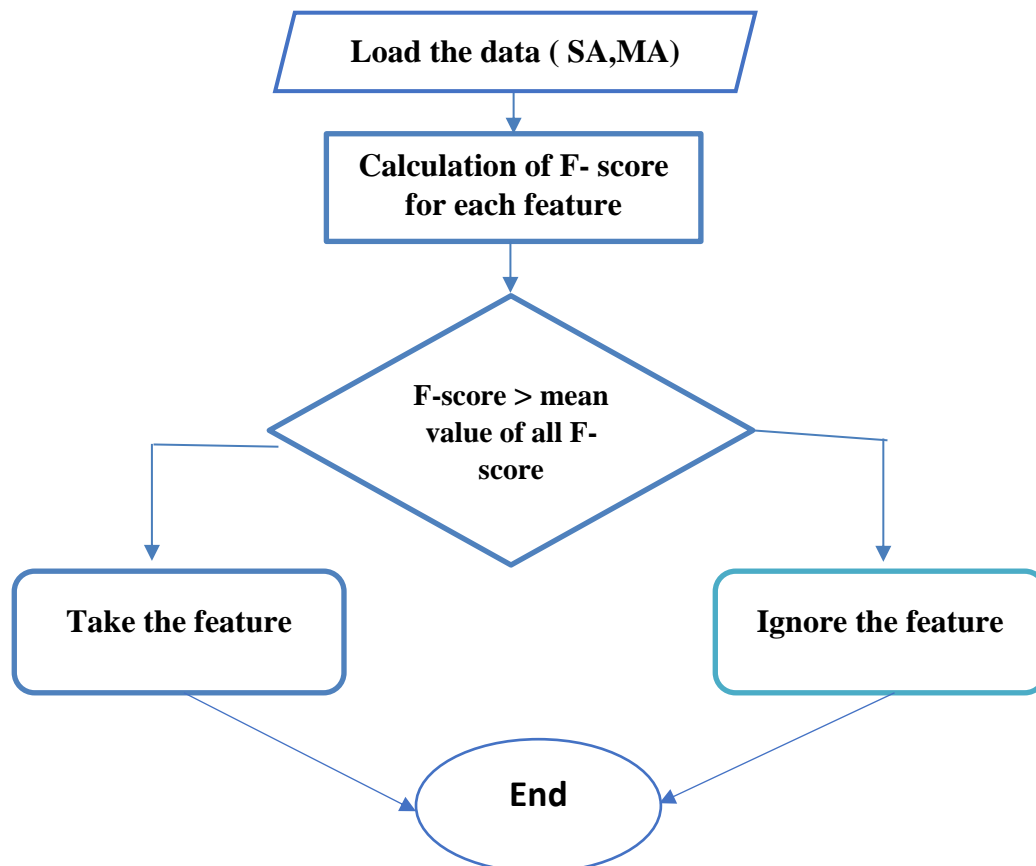 Load the data ( SA,MA)
Calculation of F- score
for each feature
F-score > mean
value of all F-
score
Take the feature
Ignore the feature
End